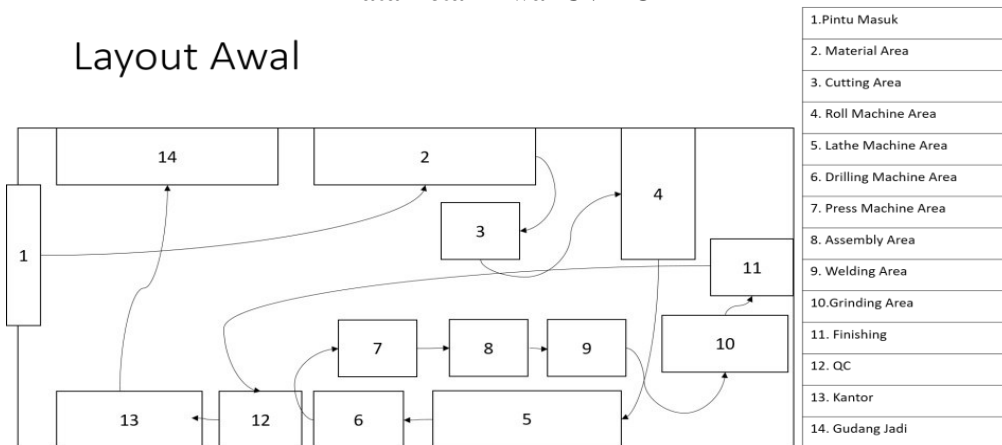 Layout Awal
14
2
4
3
1
11
7
8
9
10
13
12
6
5
1.Pintu Masuk
2. Material Area
3. Cutting Area
4. Roll Machine Area
5. Lathe Machine Area
6. Drilling Machine Area
7. Press Machine Area
8. Assembly Area
9. Welding Area
10.Grinding Area
11. Finishing
12. QC
13. Kantor
14. Gudang Jadi